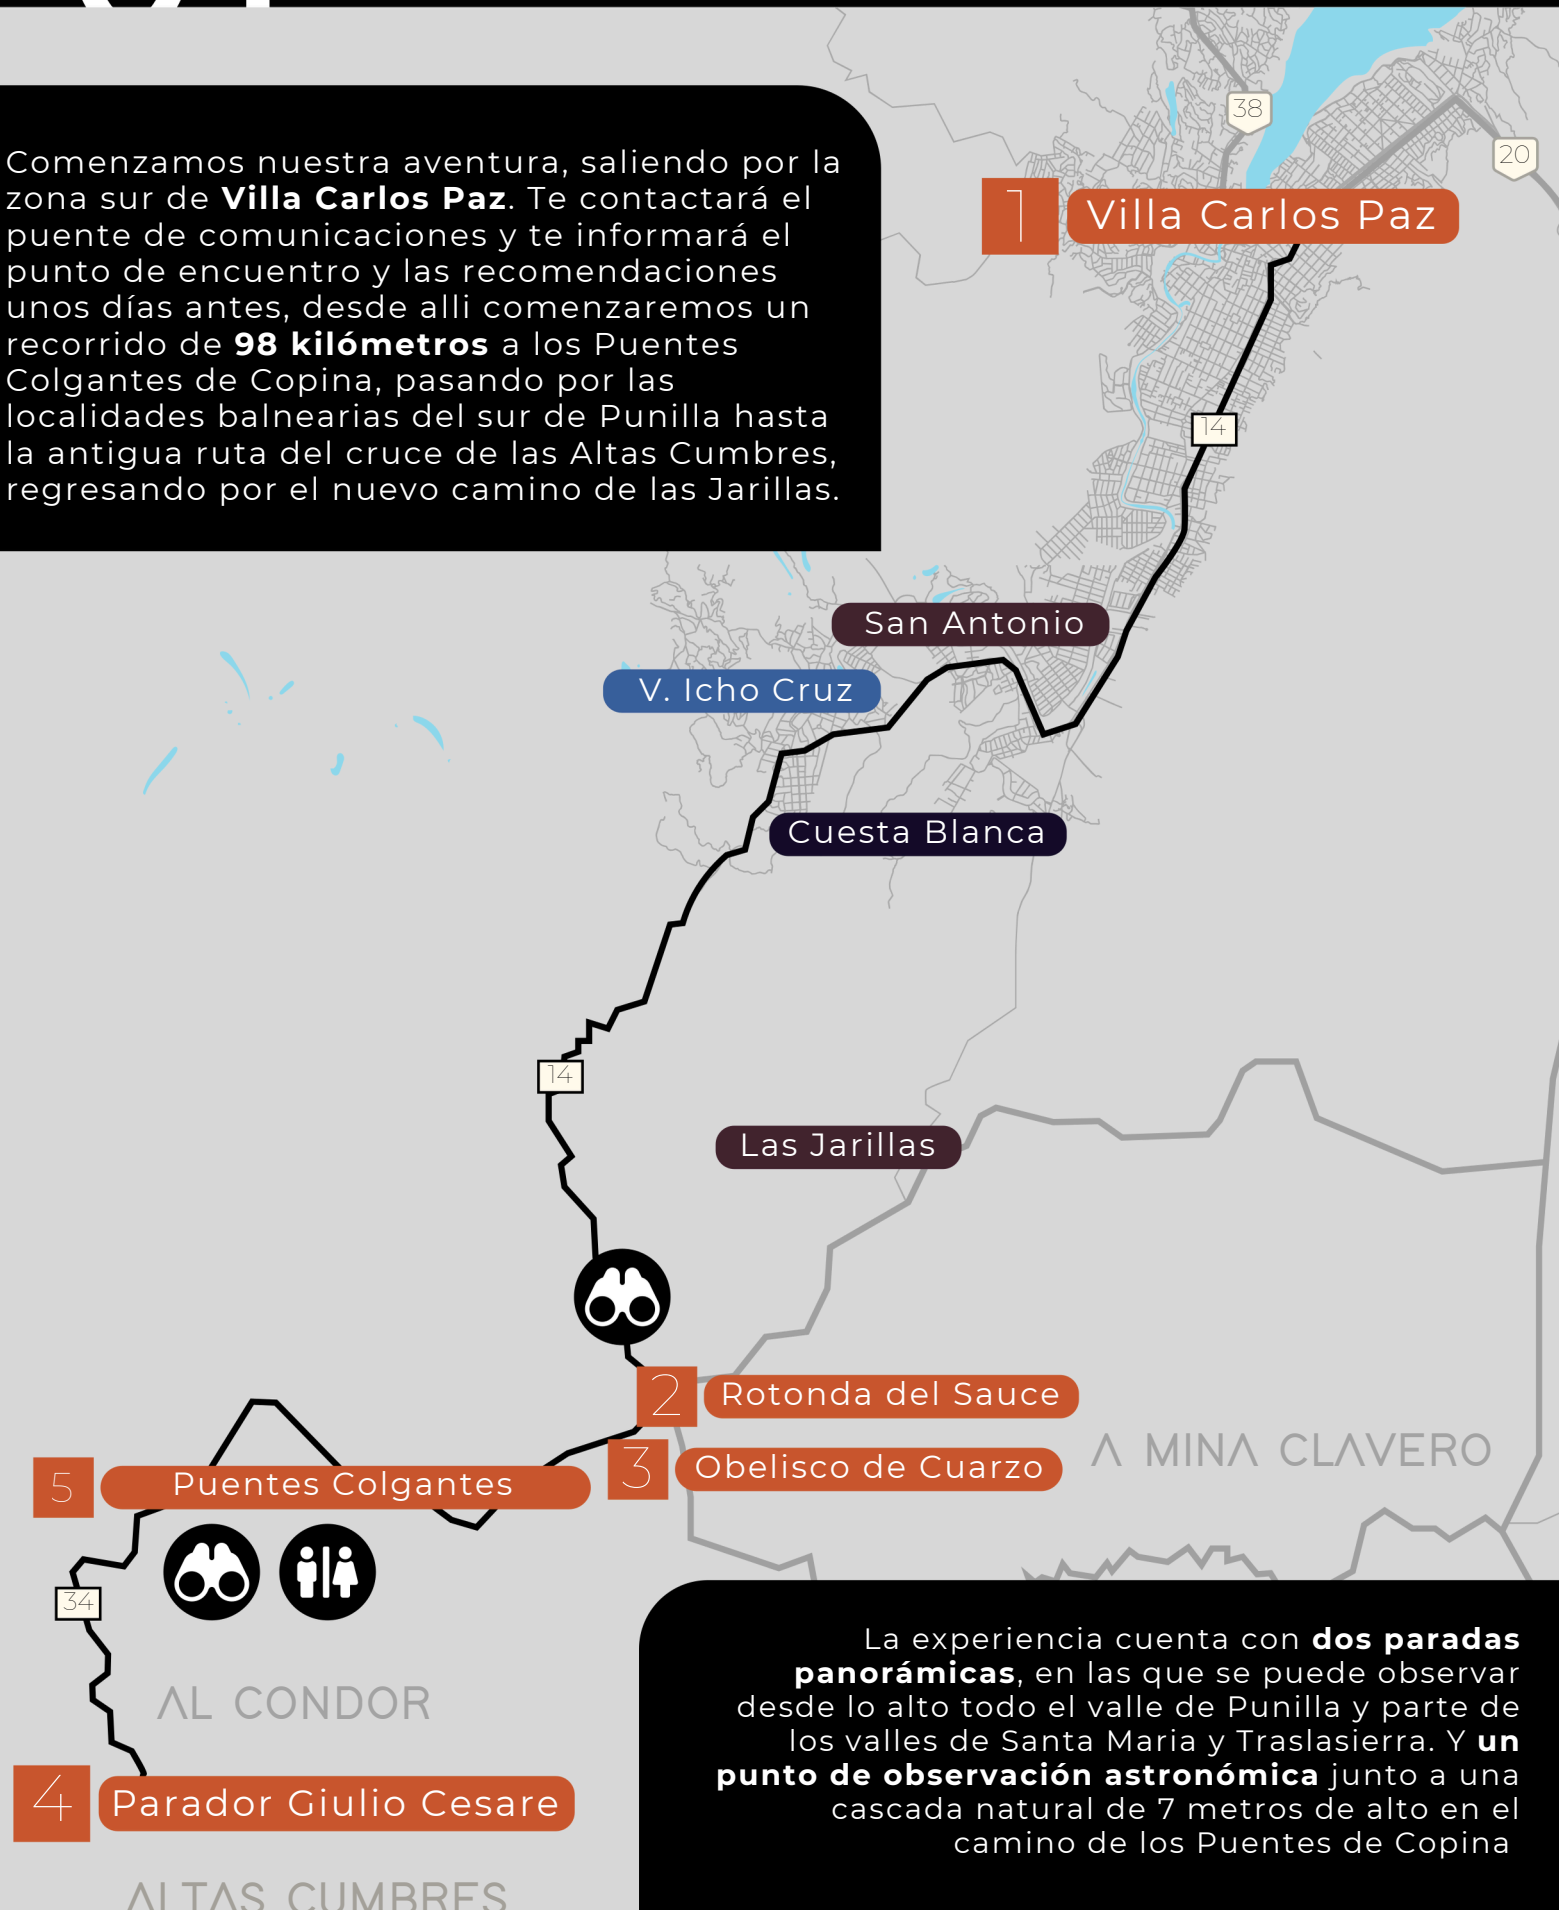 Comenzamos nuestra aventura, saliendo por la
zona sur de Villa Carlos Paz. Te contactará el
puente de comunicaciones y te informará el
punto de encuentro y las recomendaciones
unos días antes, desde alli comenzaremos un
recorrido de 98 kilómetros a los Puentes
Colgantes de Copina, pasando por las
localidades balnearias del sur de Punilla hasta
la antigua ruta del cruce de las Altas Cumbres,
regresando por el nuevo camino de las Jarillas.
38
20
1 Villa Carlos Paz
14
San Antonio
V. Icho Cruz
Cuesta Blanca
14
Las Jarillas
2 Rotonda del Sauce
3 Obelisco de Cuarzo
A MINA CLAVERO
5 Puentes Colgantes
34
AL CONDOR
4 Parador Giulio Cesare
ALTAS CUMBRES
La experiencia cuenta con dos paradas
panorámicas, en las que se puede observar
desde lo alto todo el valle de Punilla y parte de
los valles de Santa Maria y Traslasierra. Y un
punto de observación astronómica junto a una
cascada natural de 7 metros de alto en el
camino de los Puentes de Copina